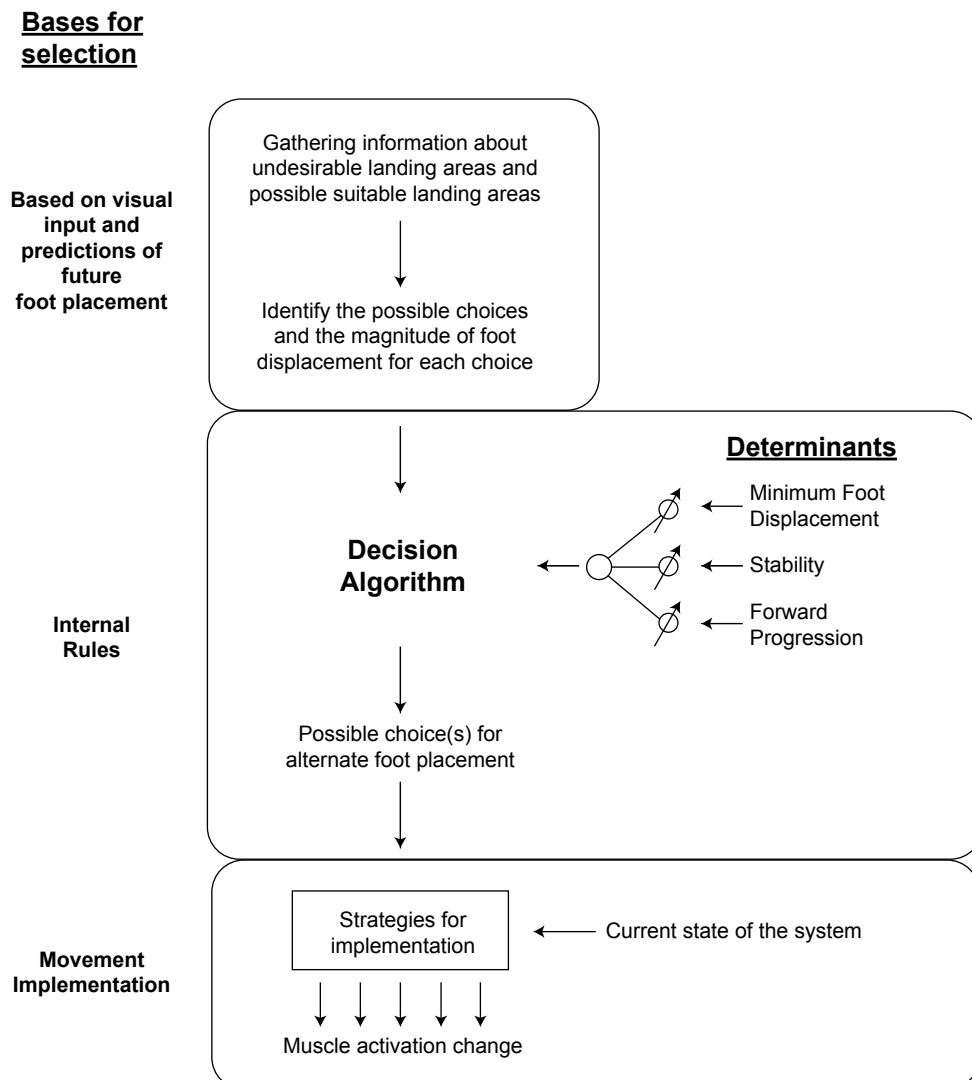 Bases for
selection
Based on visual
input and
predictions of
future
foot placement
Gathering information about
undesirable landing areas and
possible suitable landing areas
Identify the possible choices
and the magnitude of foot
displacement for each choice
Internal
Rules
Decision
Algorithm
Determinants
Minimum Foot
Displacement
Stability
Forward
Progression
Possible choice(s) for
alternate foot placement
Movement
Implementation
Strategies for
implementation
Current state of the system
Muscle activation change